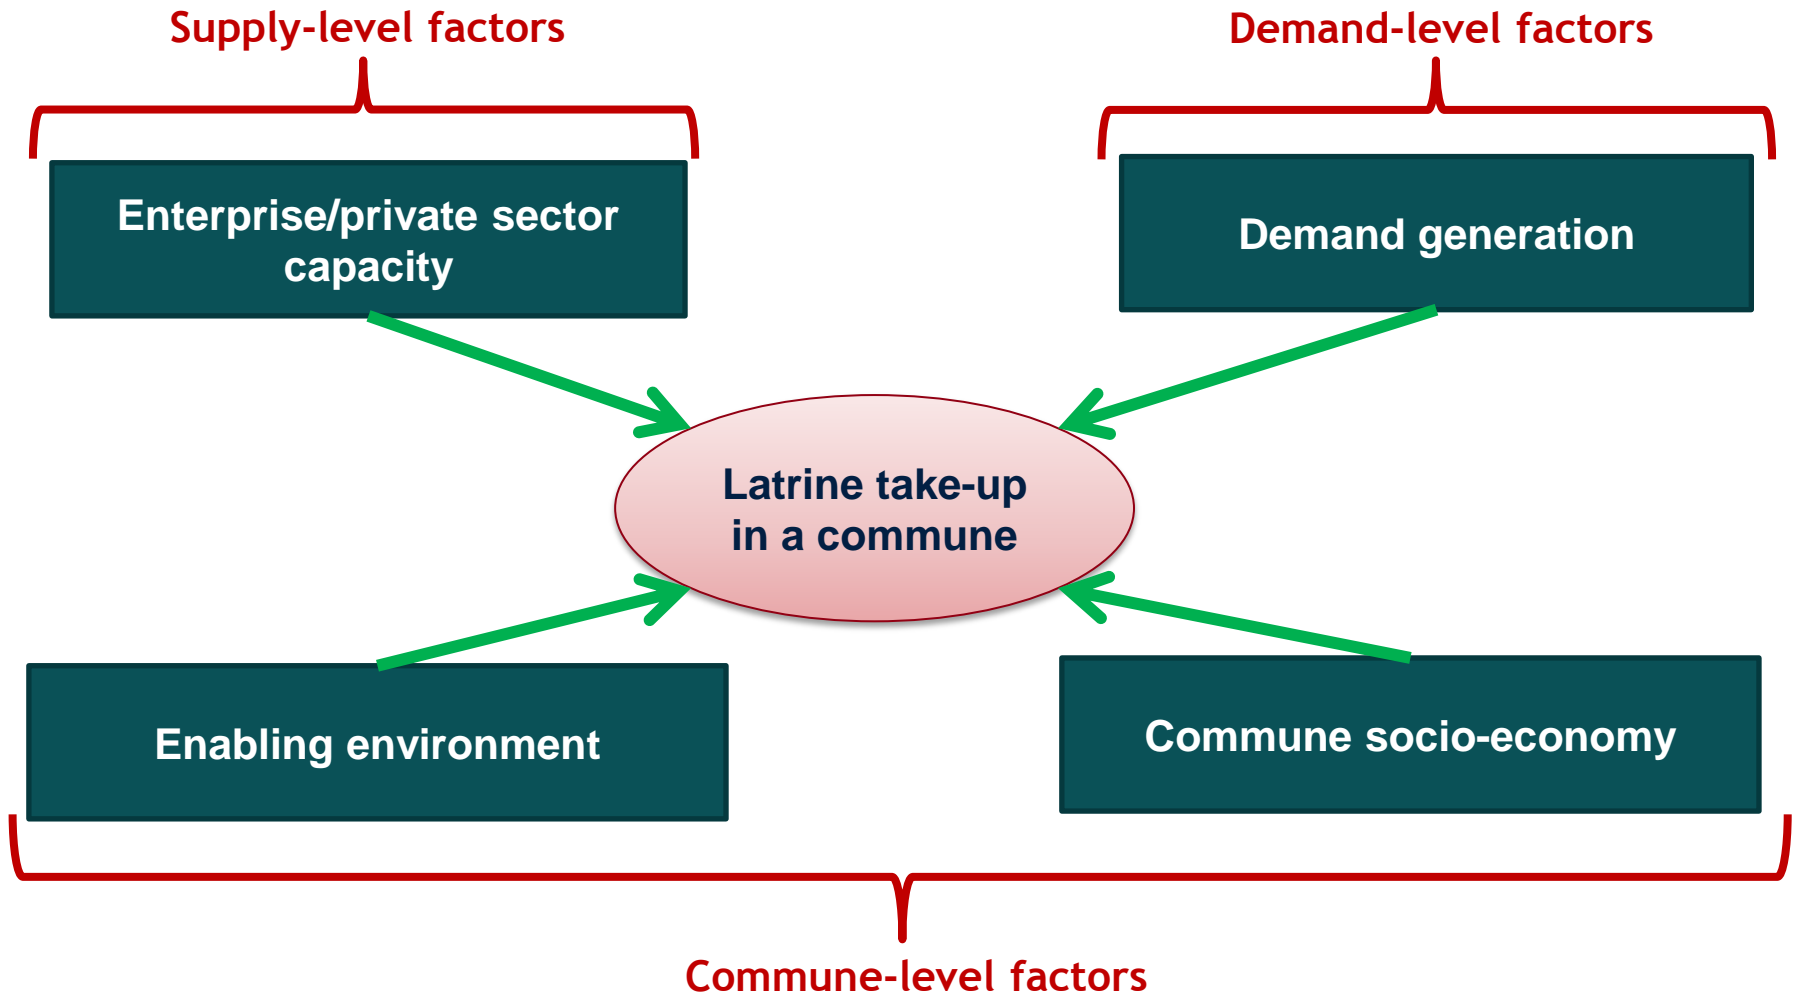 Supply-level factors
Demand-level factors
Enterprise/private sector
capacity
Demand generation
Latrine take-up
in a commune
Enabling environment
Commune socio-economy
Commune-level factors